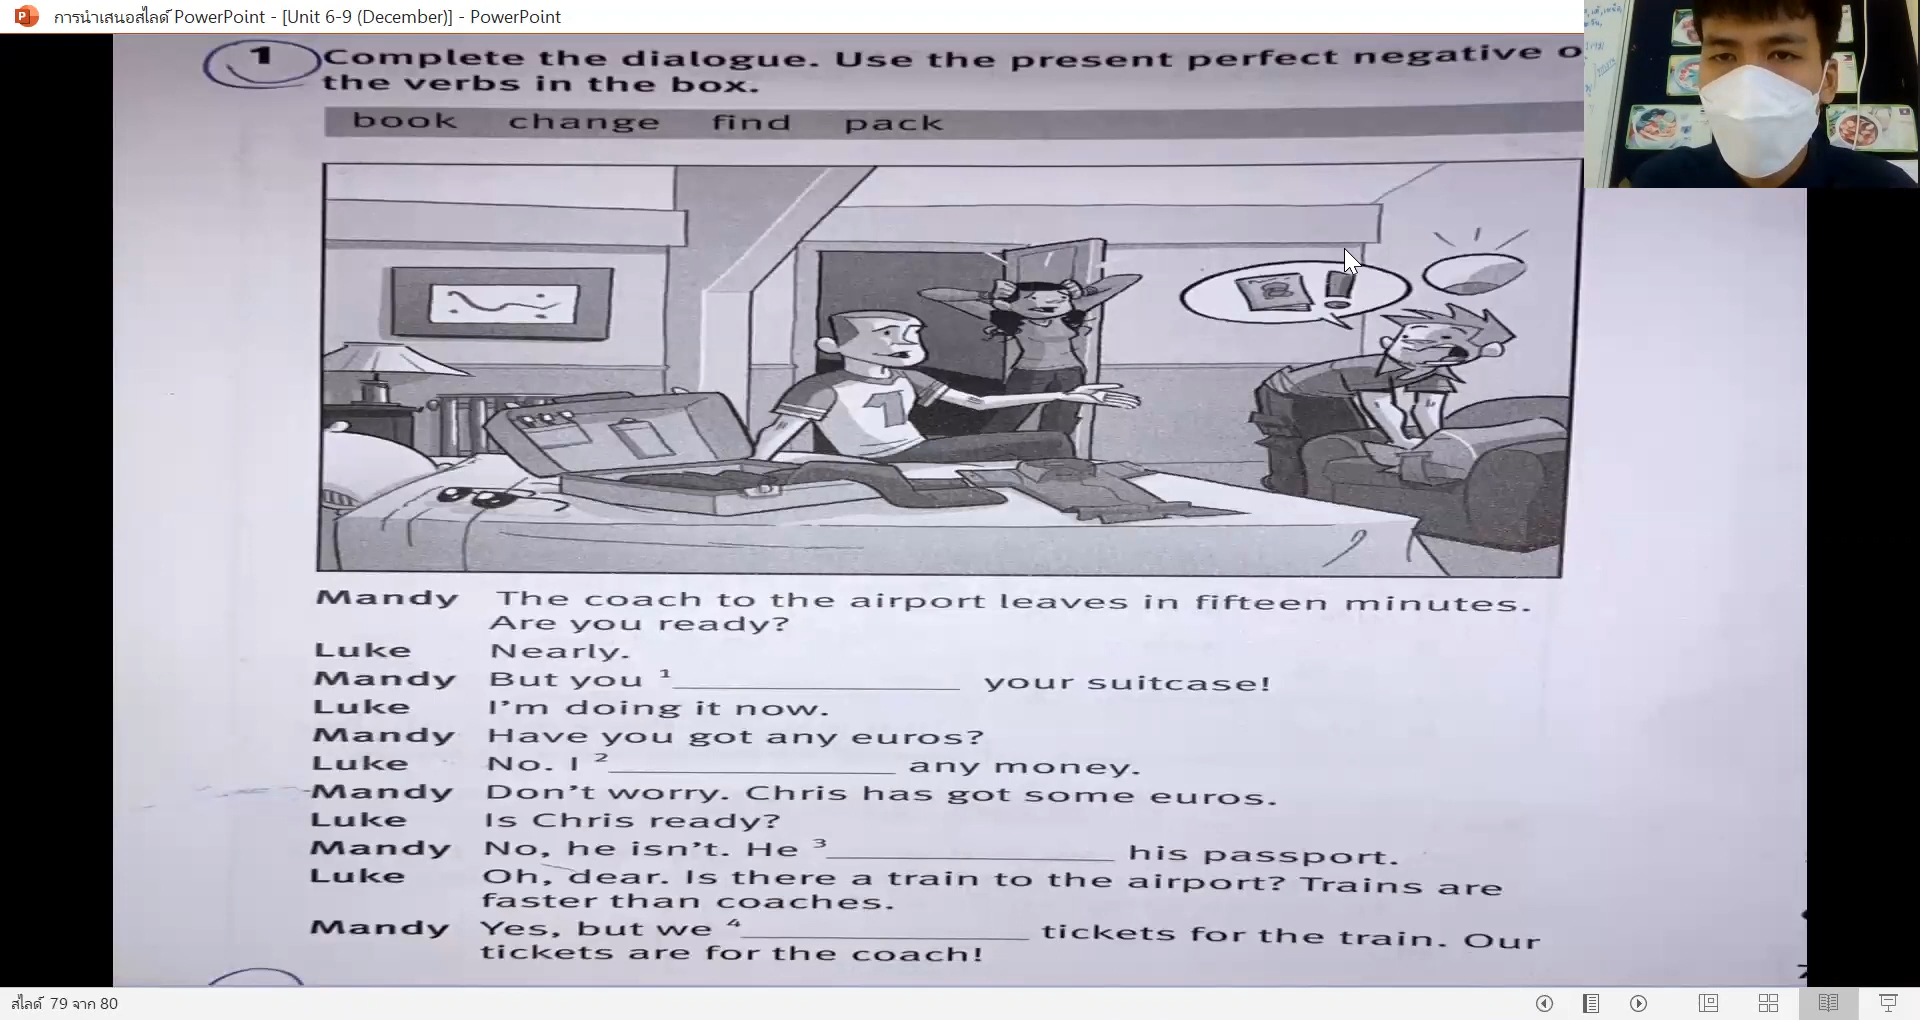 การนำเสนอสไลด์ PowerPoint - [Unit 6-9 (December)] - PowerPoint
1 Complete the dialogue. Use the present perfect negative
the verbs in the box.
book change find pack
!
1
Mandy The coach to the airport leaves in fifteen minutes.
Are you ready?
Luke Nearly.
Mandy But you 1______________ your suitcase!
Luke I'm doing it now.
Mandy Have you got any euros?
Luke No. I 2______________ any money.
Mandy Don't worry. Chris has got some euros.
Luke Is Chris ready?
Mandy No, he isn't. He 3______________ his passport.
Luke Oh, dear. Is there a train to the airport? Trains are
faster than coaches.
Mandy Yes, but we 4______________ tickets for the train. Our
tickets are for the coach!
สไลด์ 79 จาก 80